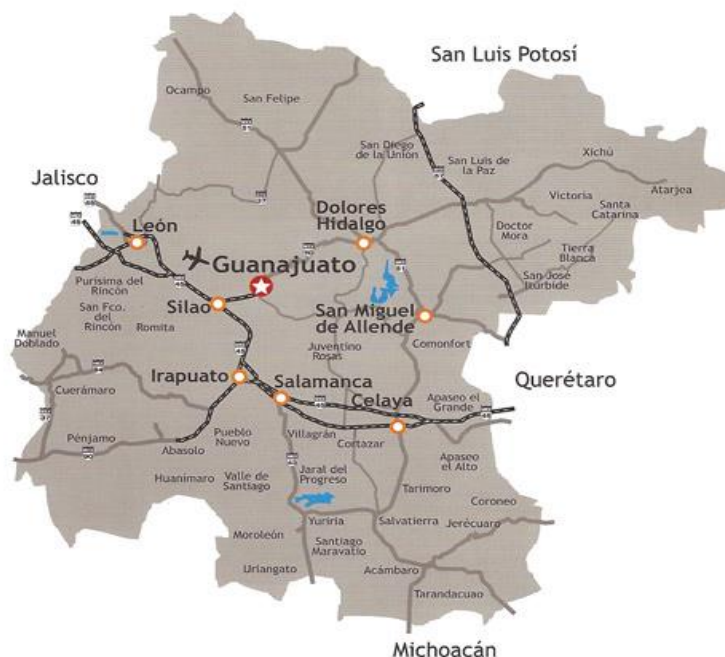 San Luis Potosí
Ocampo
San Felipe
San Diego
de la Unión
San Luis de
la Paz
Xichú
Atarjea
Jalisco
Victoria
Santa
Catarina
León
Dolores
Hidalgo
Doctor
Mora
Tierra
Blanca
Guanajuato
San José
Iturbide
Purisima del
Rincón
Silao
San Fco.
del
Rincón
Romita
San Miguel
de Allende
Manuel
Doblado
Juventino
Rosas
Comonfort
Irapuato
Salamanca
Querétaro
Cuerámaro
Celaya
Apaseo el
Grande
Pénjamo
Pueblo
Nuevo
Villagrán
Cortazar
Abasolo
Apaseo
el Alto
Huanimaro
Valle de
Santiago
Jaral del
Progreso
Tarimoro
Coroneo
Yuriria
Salvatierra
Jerécuaro
Moroleón
Santiago
Maravatio
Uriangato
Acámbaro
Tarandacuao
Michoacán